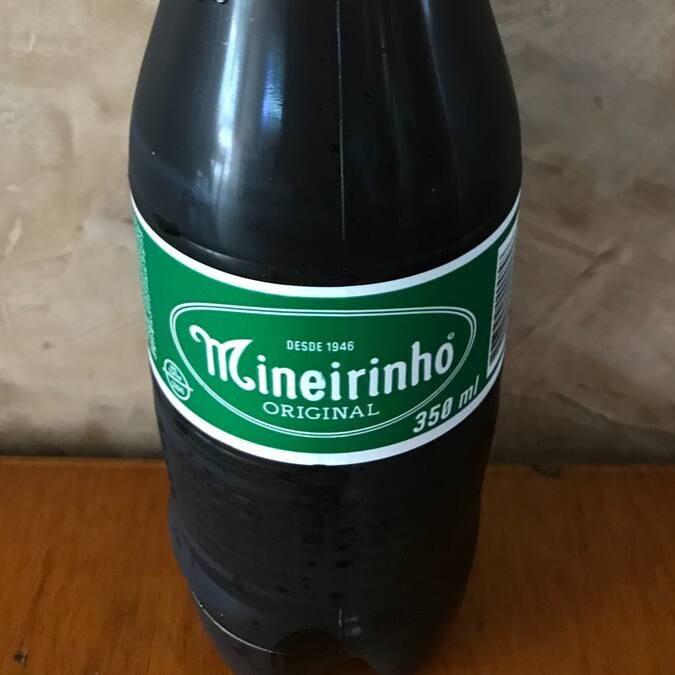 DESDE 1946
Mineirinho
ORIGINAL
350 ml